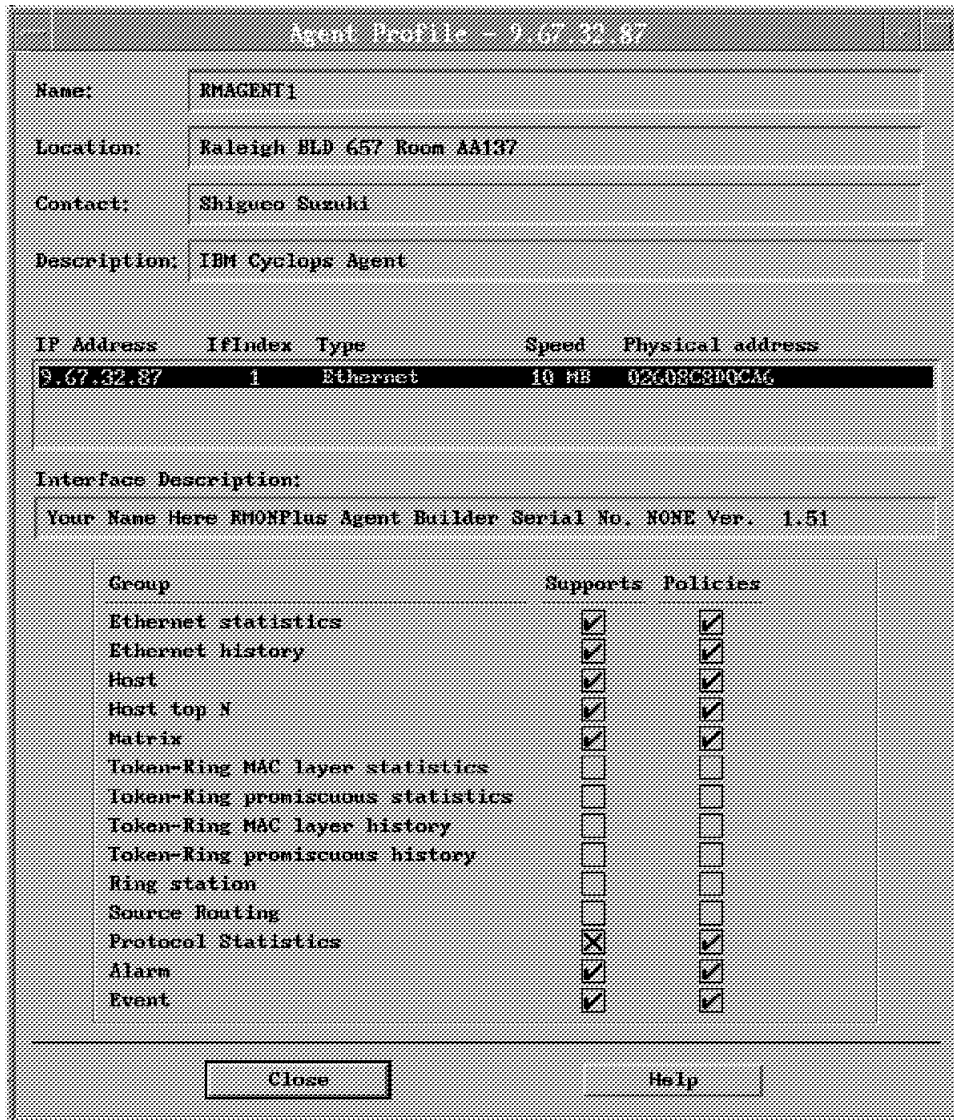 Agent Profile - 9.67.32.87
Name: RMAGENT1
Location: Raleigh BLD 657 Room AA137
Contact: Shigueo Suzuki
Description: IBM Cyclops Agent
IP Address IfIndex Type Speed Physical address
9.67.32.87 1 Ethernet 10 MB 02608C8D0CA6
Interface Description:
Your Name Here RMONPlus Agent Builder Serial No. NONE Ver. 1.51
Group Supports Policies
Ethernet statistics
Ethernet history
Host
Host top N
Matrix
Token-Ring MAC layer statistics
Token-Ring promiscuous statistics
Token-Ring MAC layer history
Token-Ring promiscuous history
Ring station
Source Routing
Protocol Statistics
Alarm
Event
Close Help